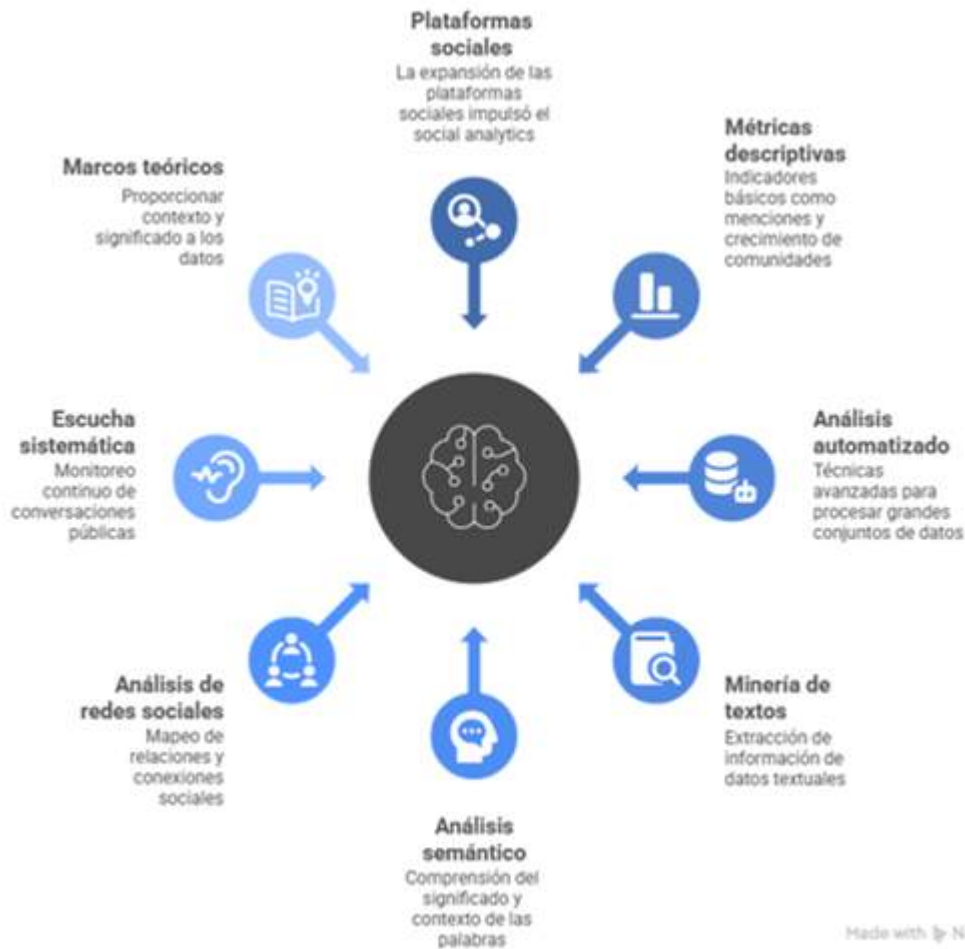 Plataformas
sociales
La expansión de las
plataformas
sociales impulsó el
social analytics
Métricas
descriptivas
Indicadores
básicos como
menciones y
crecimiento de
comunidades
Análisis
automatizado
Técnicas
avanzadas para
procesar grandes
conjuntos de datos
Minería de
textos
Extracción de
información de
datos textuales
Análisis
semántico
Comprensión del
significado y
contexto de las
palabras
Análisis de
redes sociales
Mapeo de
relaciones y
conexiones
sociales
Escucha
sistemática
Monitoreo
continuo de
conversaciones
públicas
Marcos teóricos
Proporcionar
contexto y
significado a los
datos
Made with N